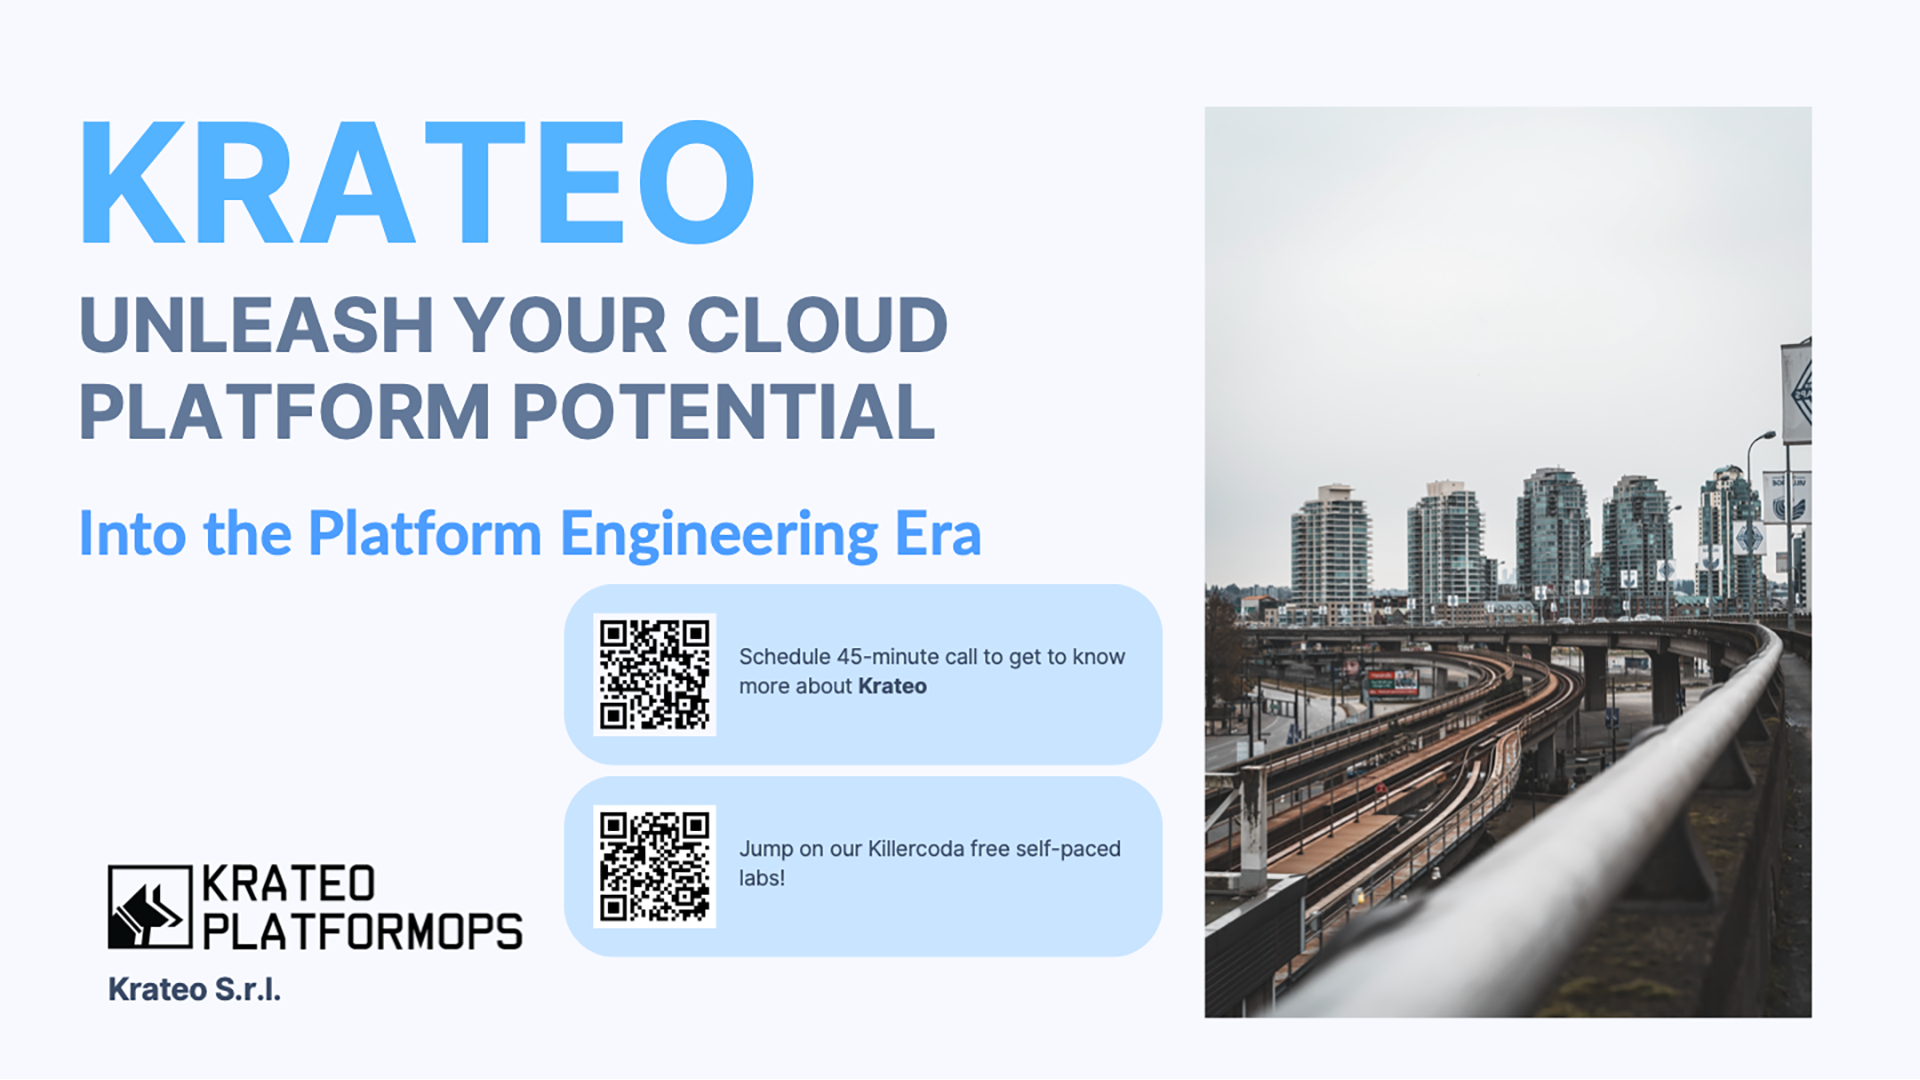 KRATEO
UNLEASH YOUR CLOUD
PLATFORM POTENTIAL
Into the Platform Engineering Era
Schedule 45-minute call to get to know
more about Krateo
Jump on our Killercoda free self-paced
labs!
KRATEO
PLATFORMOPS
Krateo S.r.l.